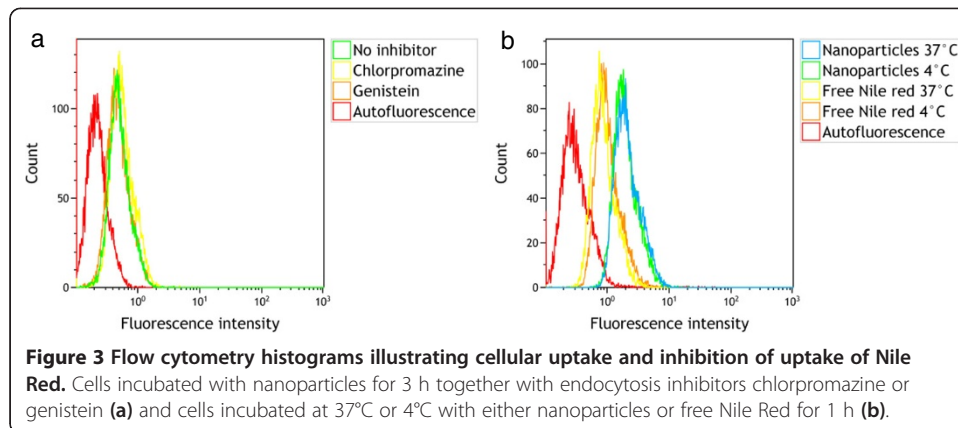 a
No inhibitor
Chlorpromazine
Genistein
Autofluorescence
Count
100
50
0
10⁰
10¹
10²
10³
Fluorescence intensity
b
Nanoparticles 37°C
Nanoparticles 4°C
Free Nile red 37°C
Free Nile red 4°C
Autofluorescence
Count
100
80
60
40
20
0
10⁰
10¹
10²
10³
Fluorescence intensity
Figure 3 Flow cytometry histograms illustrating cellular uptake and inhibition of uptake of Nile
Red. Cells incubated with nanoparticles for 3 h together with endocytosis inhibitors chlorpromazine or
genistein (a) and cells incubated at 37°C or 4°C with either nanoparticles or free Nile Red for 1 h (b).